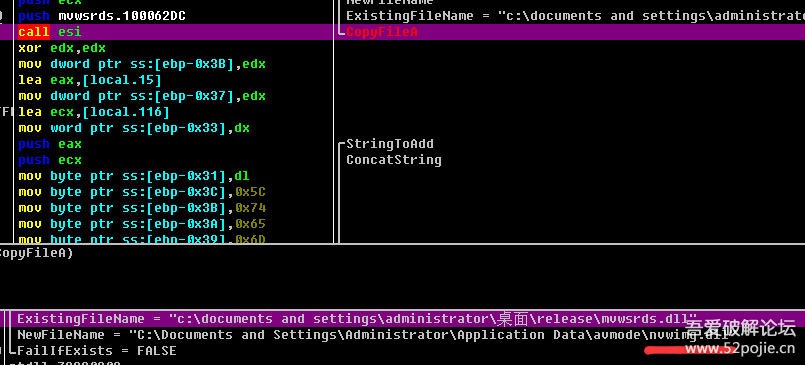 push ecx
NewFileName
push mvwsrds.100062DC
ExistingFileName = "c:\documents and settings\administrato
call esi
CopyFileA
xor edx,edx
mov dword ptr ss:[ebp-0x3B],edx
lea eax,[local.15]
mov dword ptr ss:[ebp-0x37],edx
lea ecx,[local.116]
mov word ptr ss:[ebp-0x33],dx
push eax
StringToAdd
push ecx
ConcatString
mov byte ptr ss:[ebp-0x31],dl
mov byte ptr ss:[ebp-0x3C],0x5C
mov byte ptr ss:[ebp-0x3B],0x74
mov byte ptr ss:[ebp-0x3A],0x65
mov byte ptr ss:[ebp-0x39],0x6D
CopyFileA)
ExistingFileName = "c:\documents and settings\administrator\桌面\release\mvwsrds.dll"
NewFileName = "C:\Documents and Settings\Administrator\Application Data\avmode\nvwimg.dll"
FailIfExists = FALSE
吾爱破解论坛
www.52pojie.cn